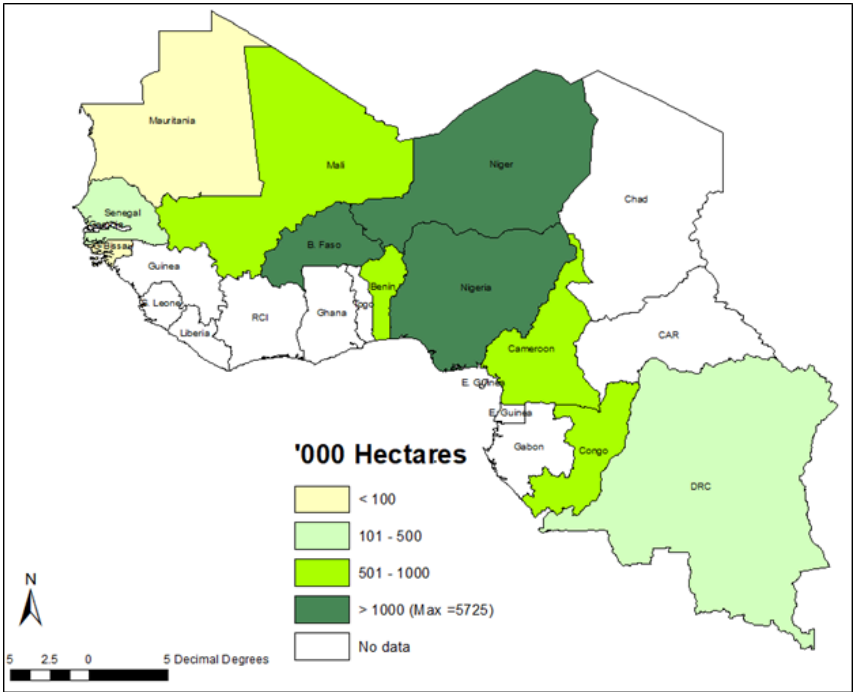 Mauritania
Mali
Niger
Chad
Senegal
B. Faso
Bissau
Guinea
Benin
Nigeria
S. Leone
RCI
Ghana
Togo
Liberia
CAR
Cameroon
E. Guinea
E. Guinea
Gabon
Congo
DRC
'000 Hectares
< 100
101 - 500
501 - 1000
> 1000 (Max =5725)
No data
N
5 2.5 0 5 Decimal Degrees